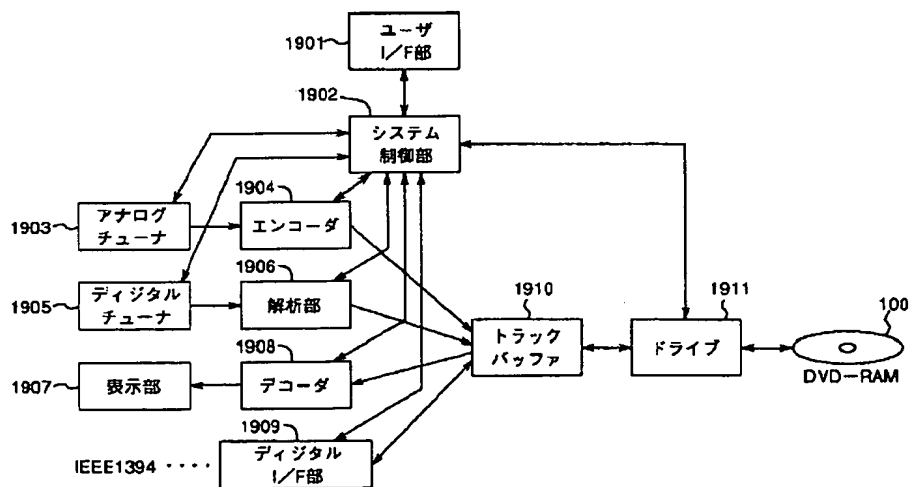 1901
ユーザ
I/F部
1902
システム
制御部
1903
アナログ
チューナ
1904
エンコーダ
1905
ディジタル
チューナ
1906
解析部
1907
表示部
1908
デコーダ
1909
ディジタル
I/F部
IEEE1394 ····
1910
トラック
バッファ
1911
ドライブ
100
DVD-RAM